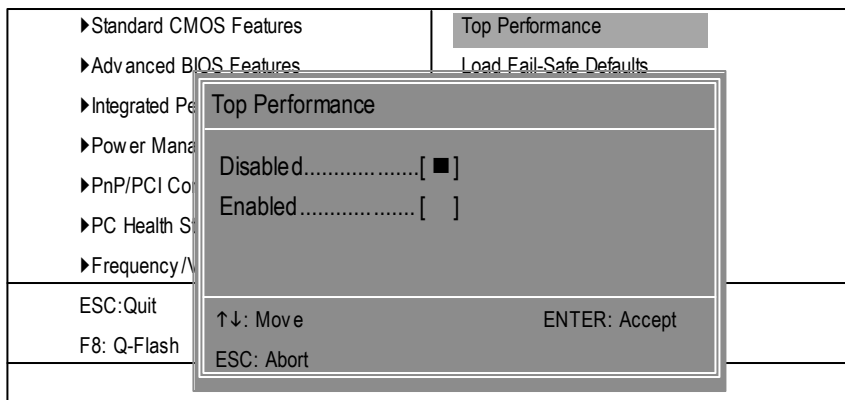 ▶Standard CMOS Features
Top Performance
▶Advanced BIOS Features
Load Fail-Safe Defaults
▶Integrated Pe
▶Power Mana
▶PnP/PCI Co
▶PC Health S
▶Frequency/V
Top Performance
Disabled...................[ ■ ]
Enabled...................[   ]
↑↓: Move
ENTER: Accept
ESC: Abort
ESC:Quit
F8: Q-Flash